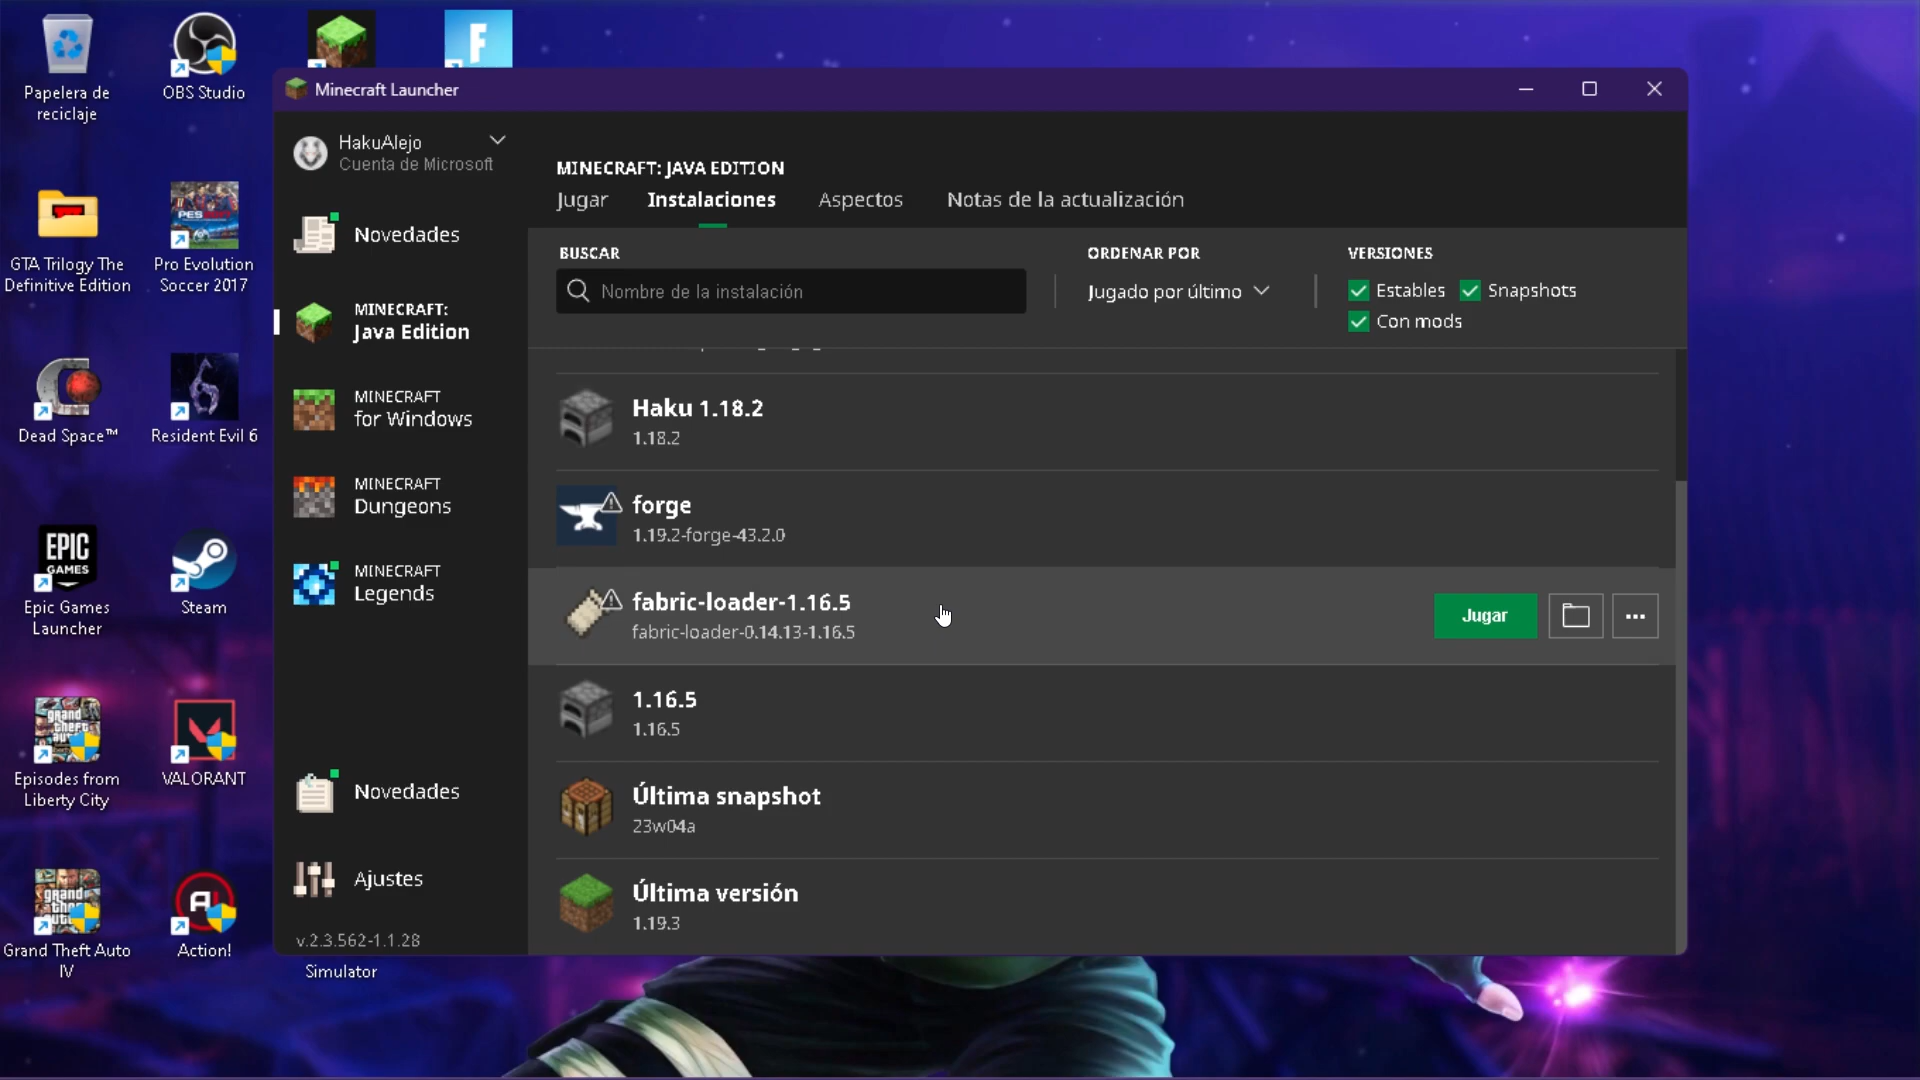 Papelera de
reciclaje
OBS Studio
GTA Trilogy The
Definitive Edition
Pro Evolution
Soccer 2017
Dead Space™
Resident Evil 6
EPIC
GAMES
Epic Games
Launcher
Steam
Episodes from
Liberty City
VALORANT
Grand Theft Auto
IV
Action!
Simulator
Minecraft Launcher
HakuAlejo
Cuenta de Microsoft
Novedades
MINECRAFT:
Java Edition
MINECRAFT
for Windows
MINECRAFT
Dungeons
MINECRAFT
Legends
Novedades
Ajustes
v.2.3.562-1.1.28
MINECRAFT: JAVA EDITION
Jugar
Instalaciones
Aspectos
Notas de la actualización
BUSCAR
Nombre de la instalación
ORDENAR POR
Jugado por último
VERSIONES
Estables
Snapshots
Con mods
Haku 1.18.2
1.18.2
forge
1.19.2-forge-43.2.0
fabric-loader-1.16.5
fabric-loader-0.14.13-1.16.5
Jugar
1.16.5
1.16.5
Última snapshot
23w04a
Última versión
1.19.3